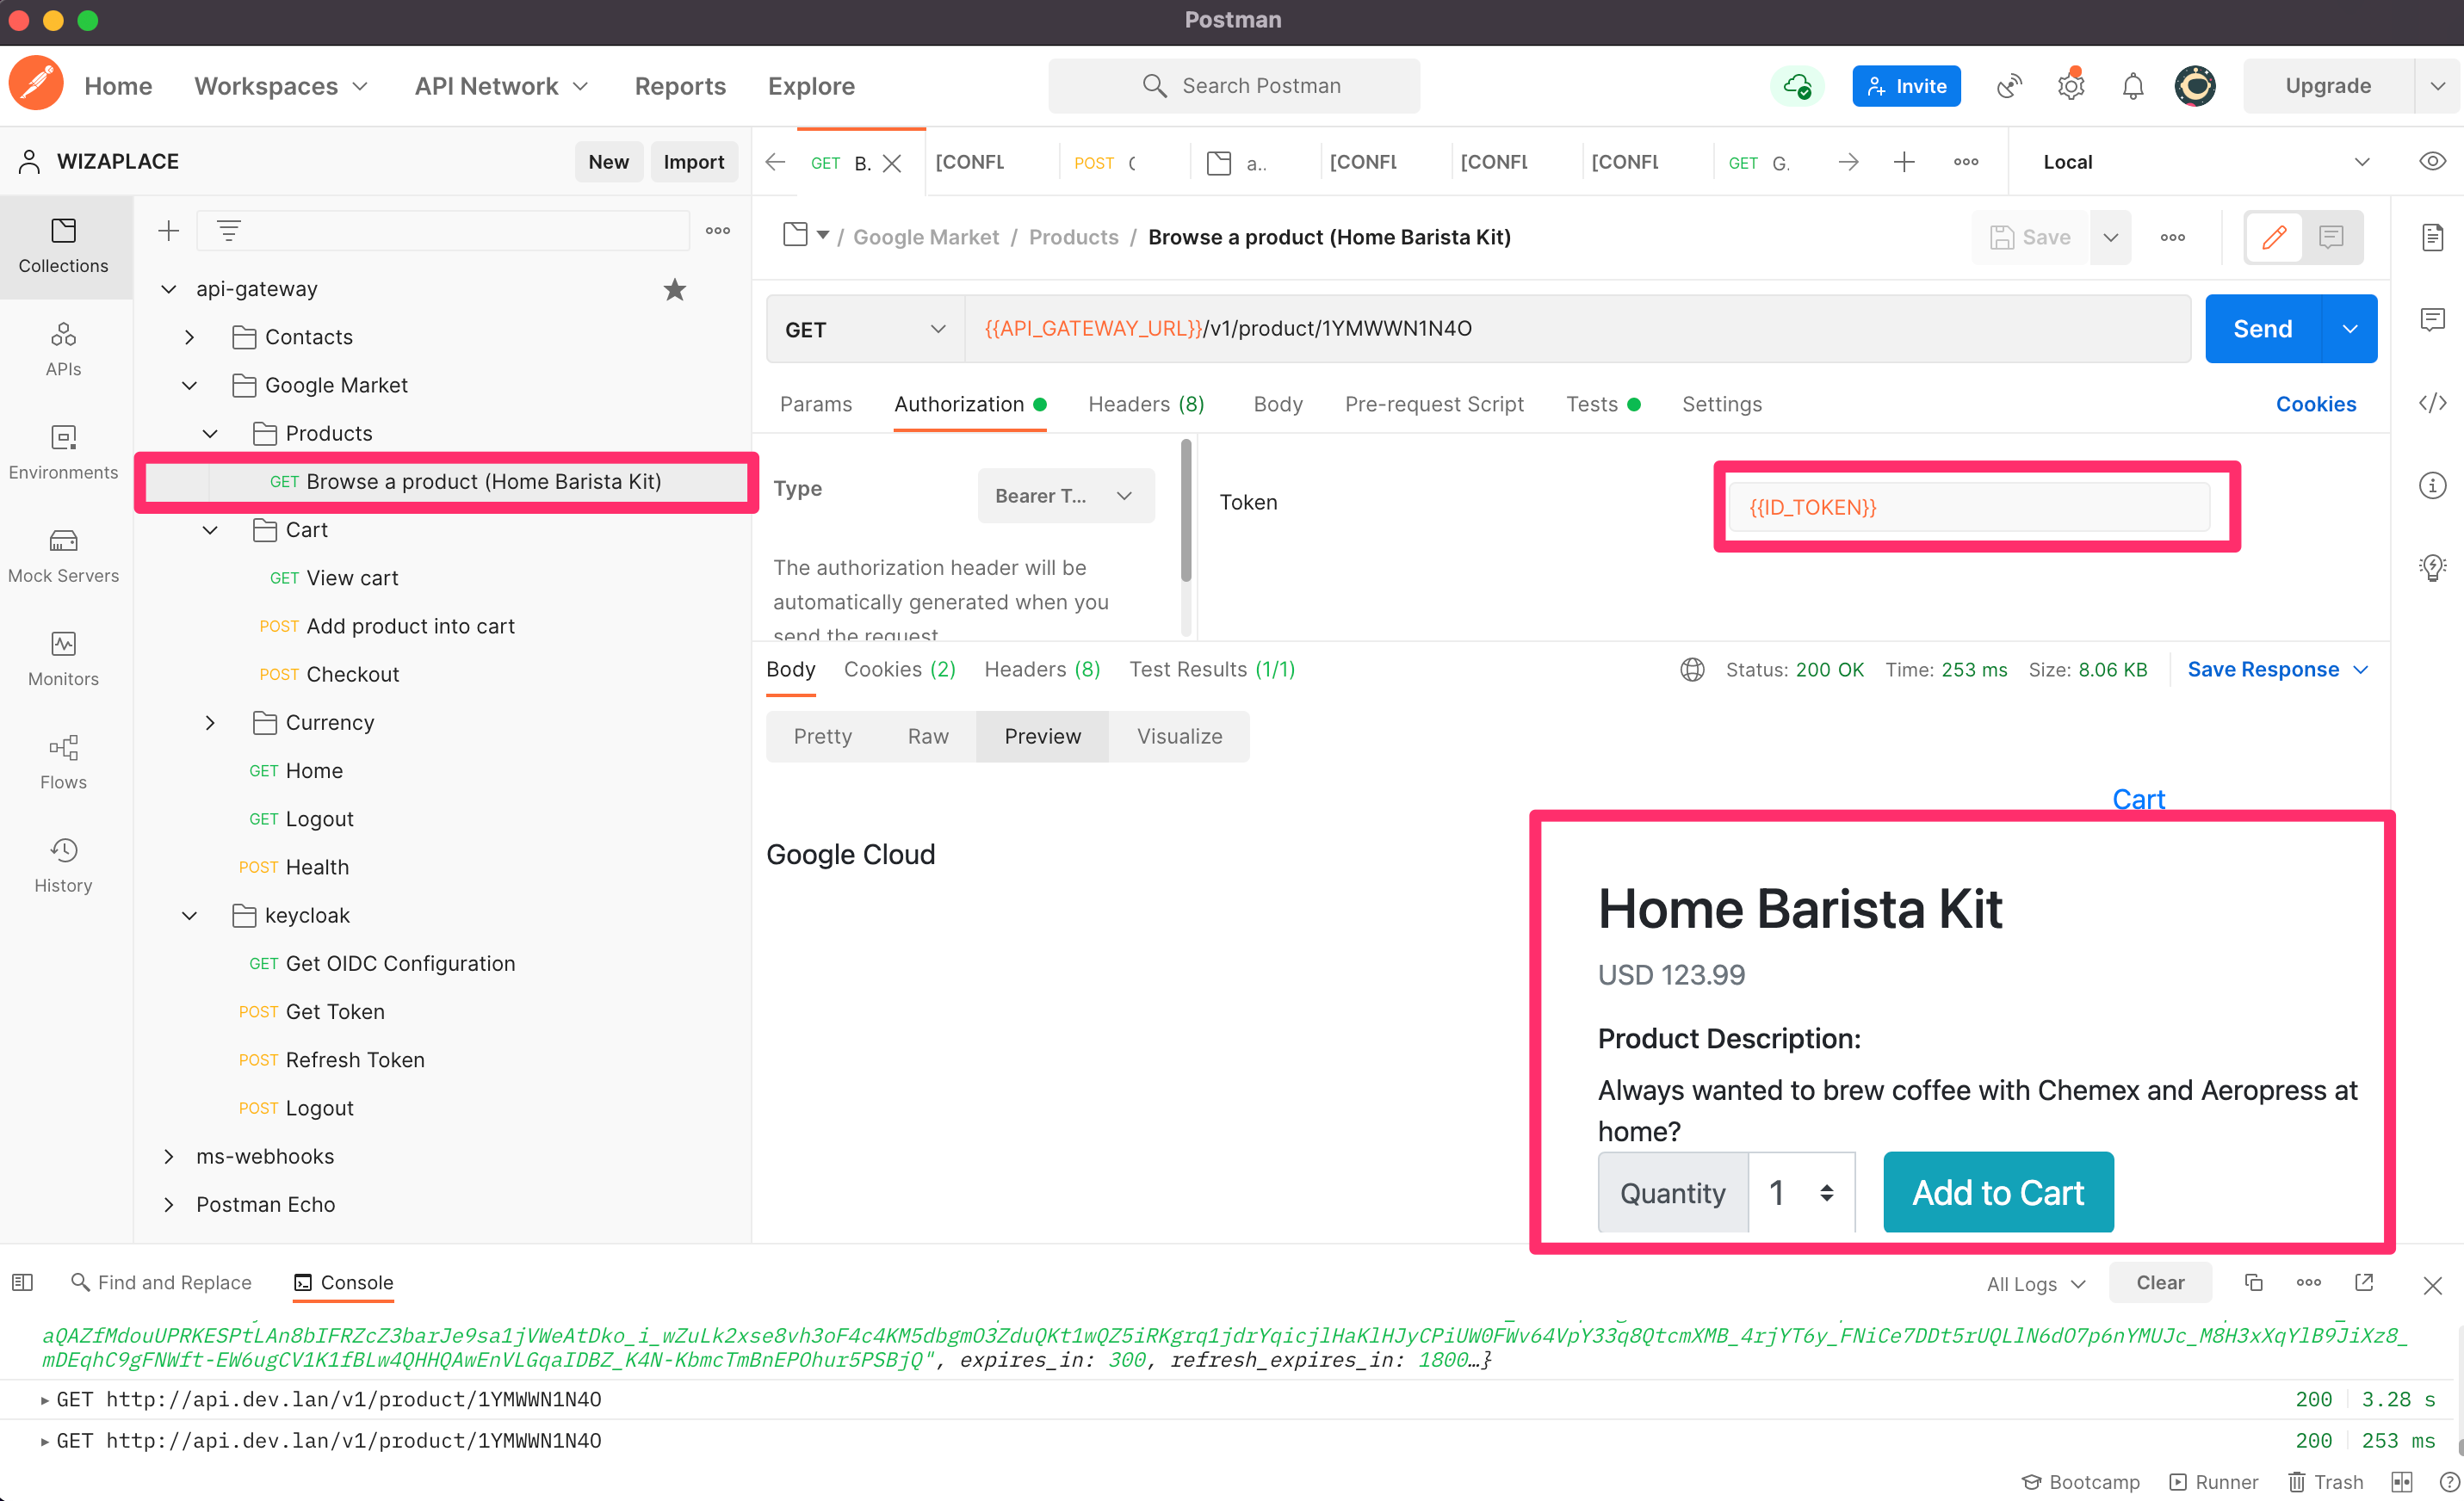 Postman
Home Workspaces API Network Reports Explore Search Postman Invite Upgrade
WIZAPLACE New Import
GET B. [CONFL POST a.. [CONFL [CONFL [CONFL GET G. Local
Collections
APIs
Environments
Mock Servers
Monitors
Flows
History
api-gateway
Contacts
Google Market
Products
GET Browse a product (Home Barista Kit)
Cart
GET View cart
POST Add product into cart
POST Checkout
Currency
GET Home
GET Logout
POST Health
keycloak
GET Get OIDC Configuration
POST Get Token
POST Refresh Token
POST Logout
ms-webhooks
Postman Echo
/ Google Market / Products / Browse a product (Home Barista Kit) Save
GET {{API_GATEWAY_URL}}/v1/product/1YMWWN1N4O Send
Params Authorization Headers (8) Body Pre-request Script Tests Settings Cookies
Type Bearer T...
The authorization header will be
automatically generated when you
send the request
Token {{ID_TOKEN}}
Body Cookies (2) Headers (8) Test Results (1/1) Status: 200 OK Time: 253 ms Size: 8.06 KB Save Response
Pretty Raw Preview Visualize
Cart
Google Cloud
Home Barista Kit
USD 123.99
Product Description:
Always wanted to brew coffee with Chemex and Aeropress at
home?
Quantity 1 Add to Cart
Find and Replace Console All Logs Clear
aQAZfMdouUPRKESPtLAn8bIFRZcZ3barJe9sa1jVWeAtDko_i_wZuLk2xse8vh3oF4c4KM5dbgmO3ZduQKt1wQZ5iRKgrq1jdrYqicjlHaKlHJyCPiUW0FWv64VpY33q8QtcmXMB_4rjYT6y_FNiCe7DDt5rUQLlN6dO7p6nYMUJc_M8H3xXqYlB9JiXz8_
mDEqhC9gFNWft-EW6ugCV1K1fBLw4QHHQAwEnVLGqaIDBZ_K4N-KbmcTmBnEPOhur5PSBjQ", expires_in: 300, refresh_expires_in: 1800…}
GET http://api.dev.lan/v1/product/1YMWWN1N4O 200 3.28 s
GET http://api.dev.lan/v1/product/1YMWWN1N4O 200 253 ms
Bootcamp Runner Trash